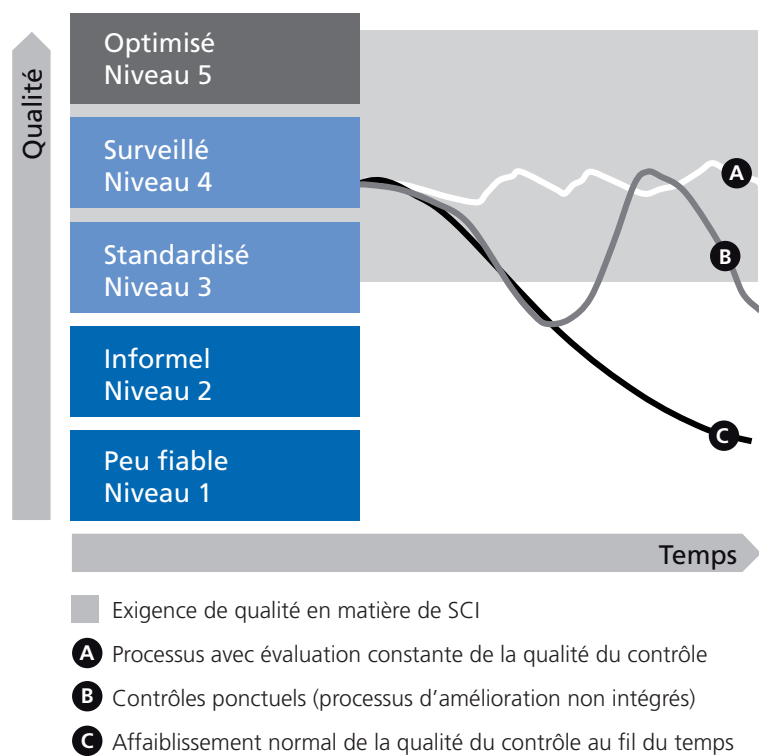 Qualité
Optimisé
Niveau 5
Surveillé
Niveau 4
Standardisé
Niveau 3
Informel
Niveau 2
Peu fiable
Niveau 1
A
B
C
Temps
Exigence de qualité en matière de SCI
A Processus avec évaluation constante de la qualité du contrôle
B Contrôles ponctuels (processus d’amélioration non intégrés)
C Affaiblissement normal de la qualité du contrôle au fil du temps